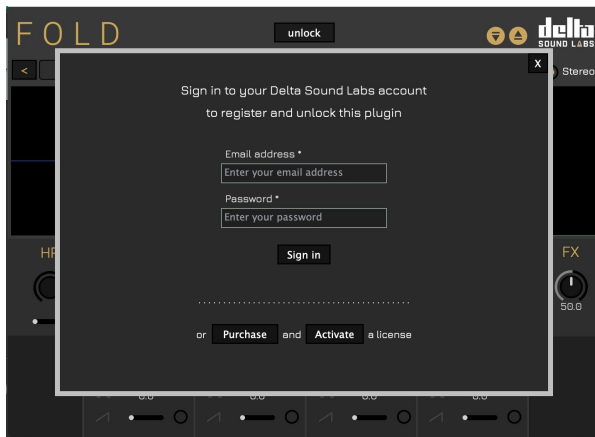 FOLD
unlock
delta
SOUND LABS
<
X
Stereo
Sign in to your Delta Sound Labs account
to register and unlock this plugin
Email address *
Enter your email address
Password *
Enter your password
Sign in
or Purchase and Activate a license
FX
50.0